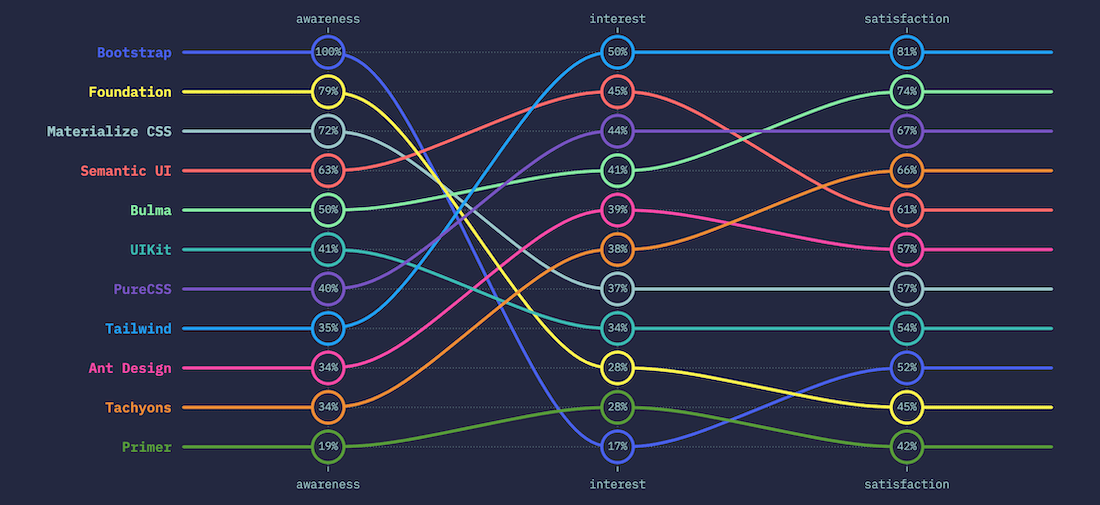 awareness interest satisfaction
Bootstrap 100% 50% 81%
Foundation 79% 45% 74%
Materialize CSS 72% 44% 67%
Semantic UI 63% 41% 66%
Bulma 50% 39% 61%
UIKit 41% 38% 57%
PureCSS 40% 37% 57%
Tailwind 35% 34% 54%
Ant Design 34% 28% 52%
Tachyons 34% 28% 45%
Primer 19% 17% 42%
awareness interest satisfaction